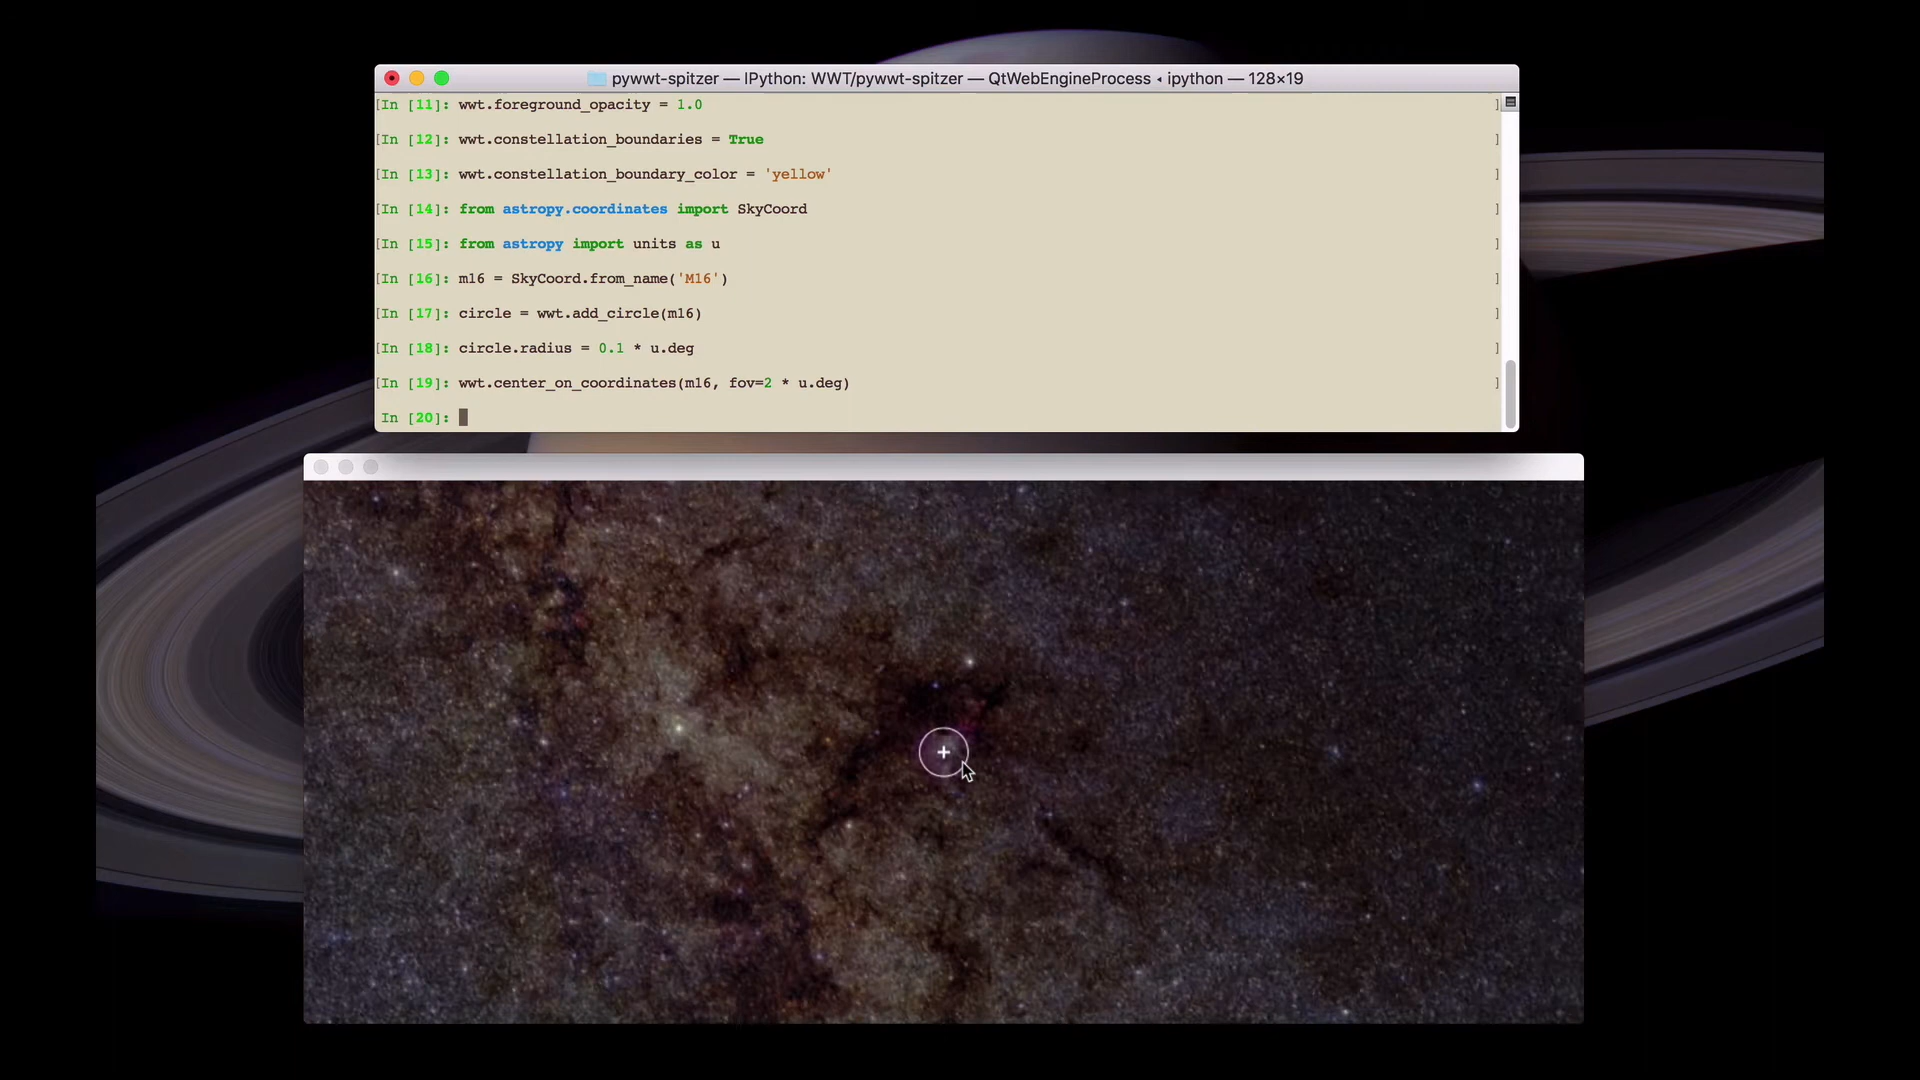 pywwt-spitzer — IPython: WWT/pywwt-spitzer — QtWebEngineProcess ◂ ipython — 128×19
[In [11]: wwt.foreground_opacity = 1.0 ]
[In [12]: wwt.constellation_boundaries = True ]
[In [13]: wwt.constellation_boundary_color = 'yellow' ]
[In [14]: from astropy.coordinates import SkyCoord ]
[In [15]: from astropy import units as u ]
[In [16]: m16 = SkyCoord.from_name('M16') ]
[In [17]: circle = wwt.add_circle(m16) ]
[In [18]: circle.radius = 0.1 * u.deg ]
[In [19]: wwt.center_on_coordinates(m16, fov=2 * u.deg) ]
In [20]: